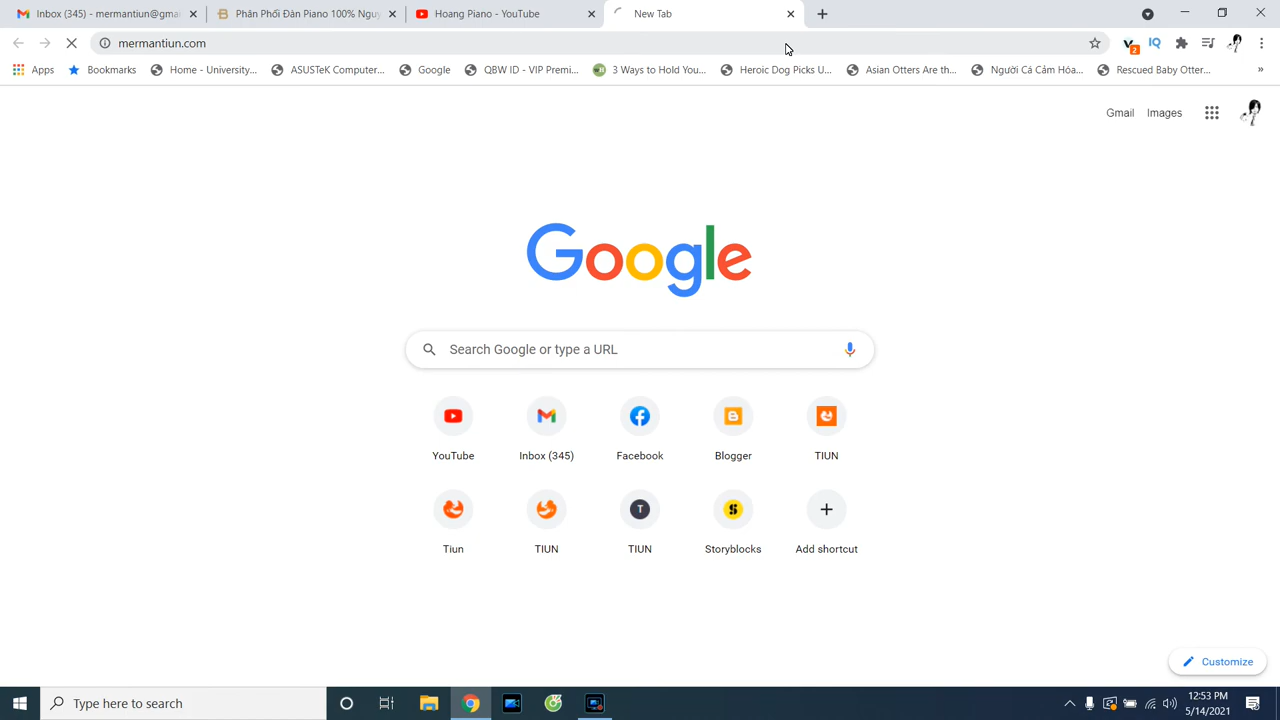 Inbox (345) - mermantiun@gmai
Phân Phối Đàn Piano 100% Nguy
Hoàng Piano - YouTube
New Tab
mermantiun.com
Apps
Bookmarks
Home - University...
ASUSTeK Computer...
Google
QBW ID - VIP Premi...
3 Ways to Hold You...
Heroic Dog Picks U...
Asian Otters Are th...
Người Cá Cảm Hóa...
Rescued Baby Otter...
»
2
IQ
Gmail
Images
Google
Search Google or type a URL
YouTube
Inbox (345)
Facebook
Blogger
TIUN
Tiun
TIUN
T
TIUN
Storyblocks
Add shortcut
Customize
Type here to search
12:53 PM
5/14/2021